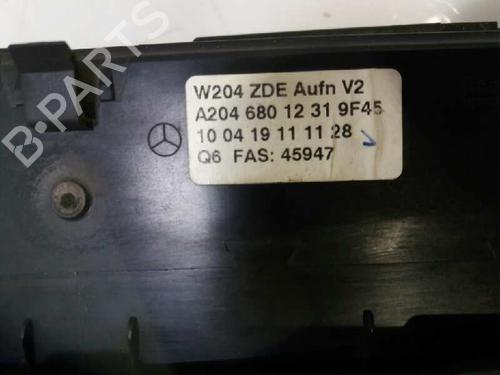 W204 ZDE Aufn V2
A204 680 12 31 9F45
10 04 19 11 11 28
Q6 FAS: 45947
B-PARTS